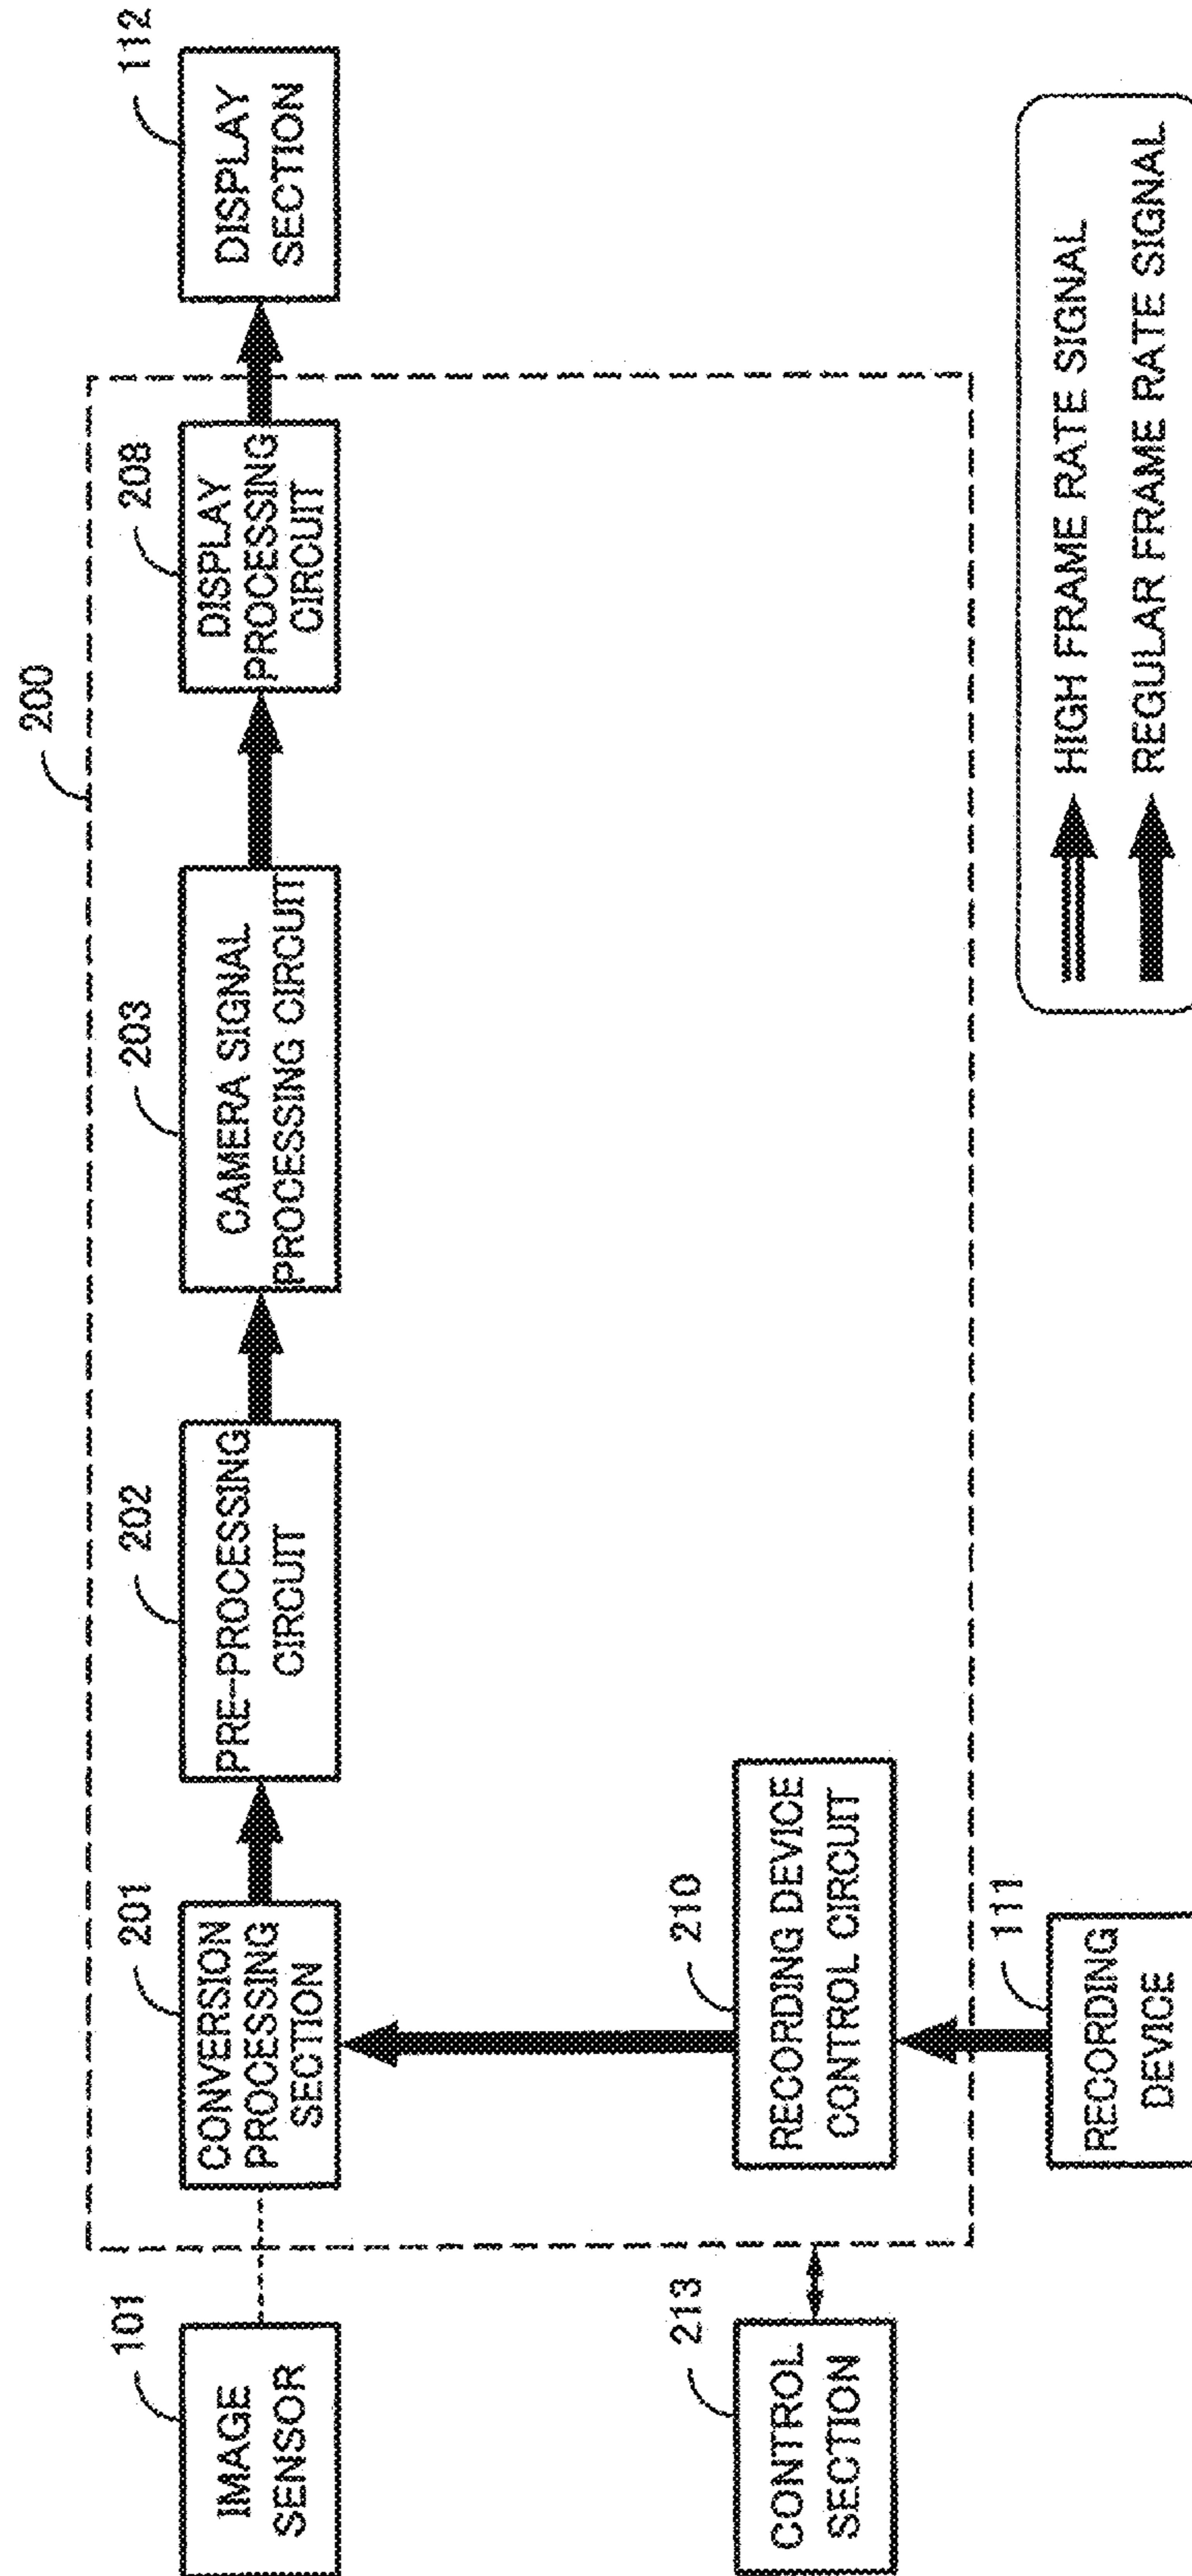 200
101
IMAGE
SENSOR
201
CONVERSION
PROCESSING
SECTION
202
PRE-PROCESSING
CIRCUIT
203
CAMERA SIGNAL
PROCESSING CIRCUIT
208
DISPLAY
PROCESSING
CIRCUIT
112
DISPLAY
SECTION
213
CONTROL
SECTION
210
RECORDING DEVICE
CONTROL CIRCUIT
111
RECORDING
DEVICE
HIGH FRAME RATE SIGNAL
REGULAR FRAME RATE SIGNAL